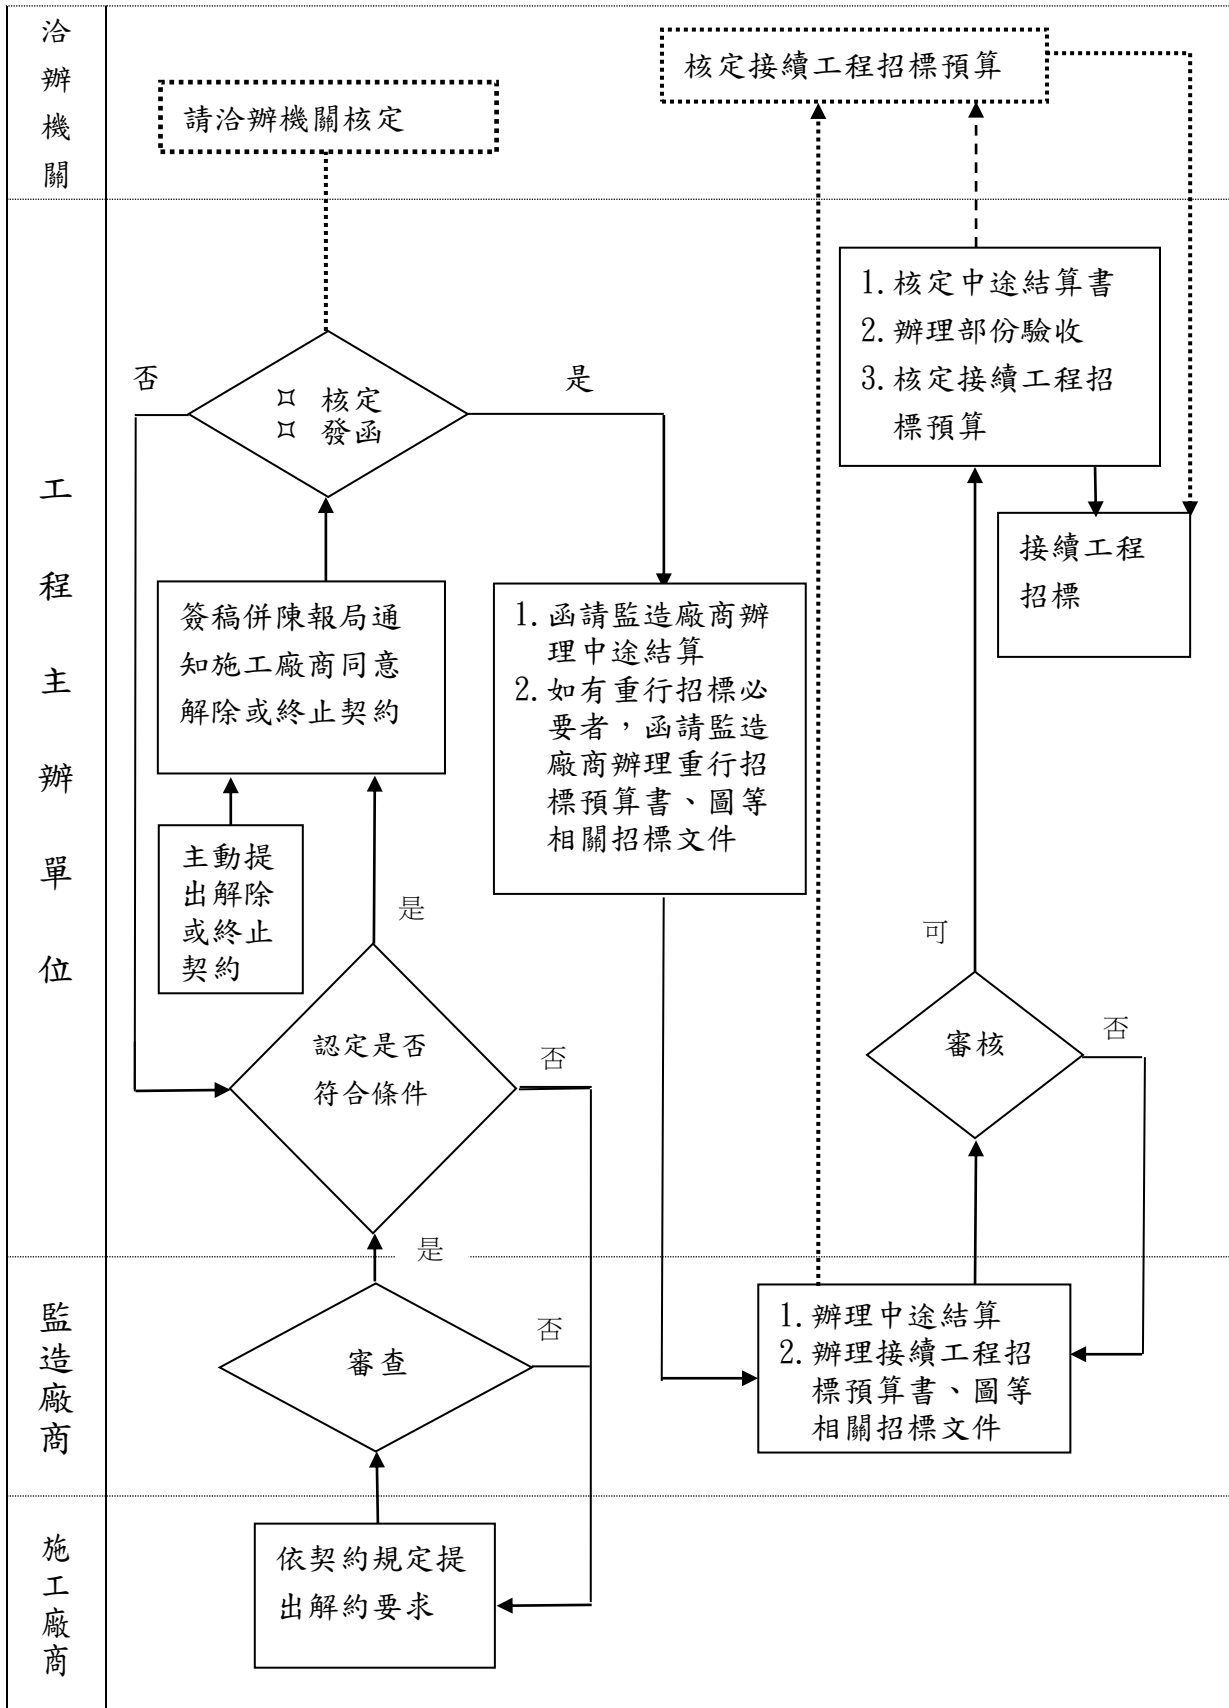 洽辦機關
請洽辦機關核定
核定接續工程招標預算
工程主辦單位
否
¤ 核定
¤ 發函
是
1.核定中途結算書
2.辦理部份驗收
3.核定接續工程招
標預算
接續工程
招標
簽稿併陳報局通
知施工廠商同意
解除或終止契約
1.函請監造廠商辦
理中途結算
2.如有重行招標必
要者，函請監造
廠商辦理重行招
標預算書、圖等
相關招標文件
主動提
出解除
或終止
契約
是
可
認定是否
符合條件
否
審核
否
是
監造廠商
審查
否
1.辦理中途結算
2.辦理接續工程招
標預算書、圖等
相關招標文件
施工廠商
依契約規定提
出解約要求